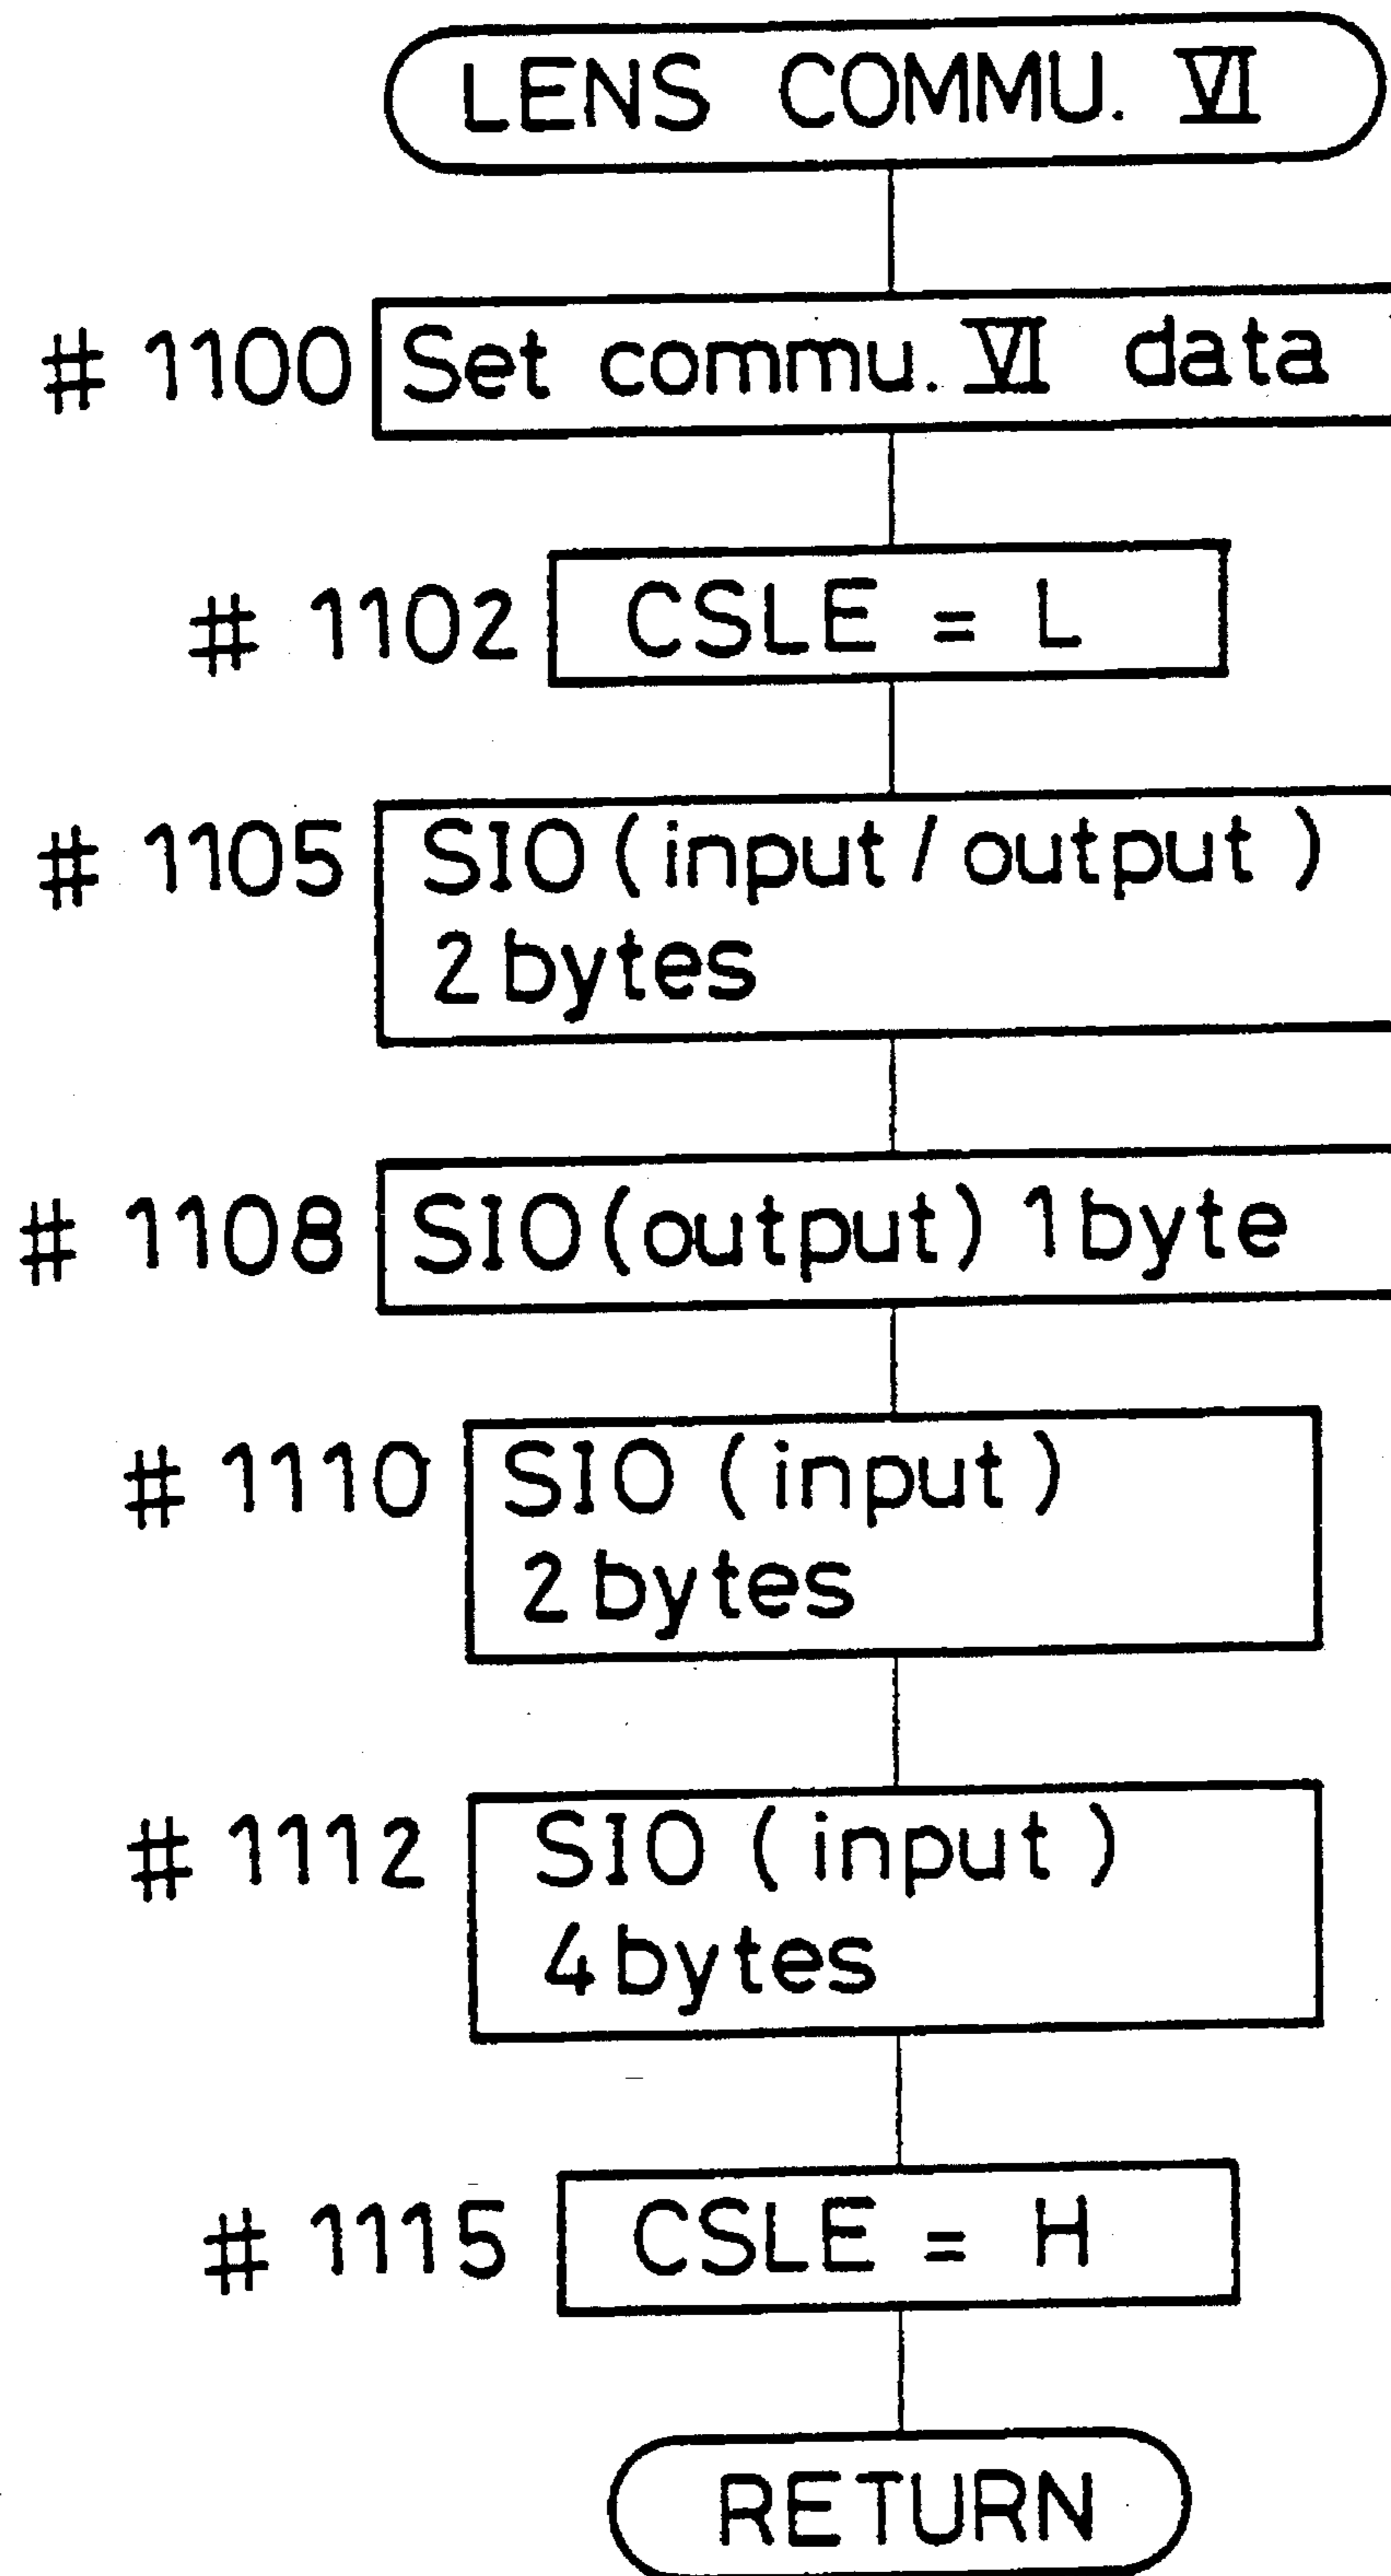 LENS COMMU. VI
# 1100 Set commu. VI data
# 1102 CSLE = L
# 1105 SIO (input / output)
2 bytes
# 1108 SIO (output) 1 byte
# 1110 SIO (input)
2 bytes
# 1112 SIO (input)
4 bytes
# 1115 CSLE = H
RETURN